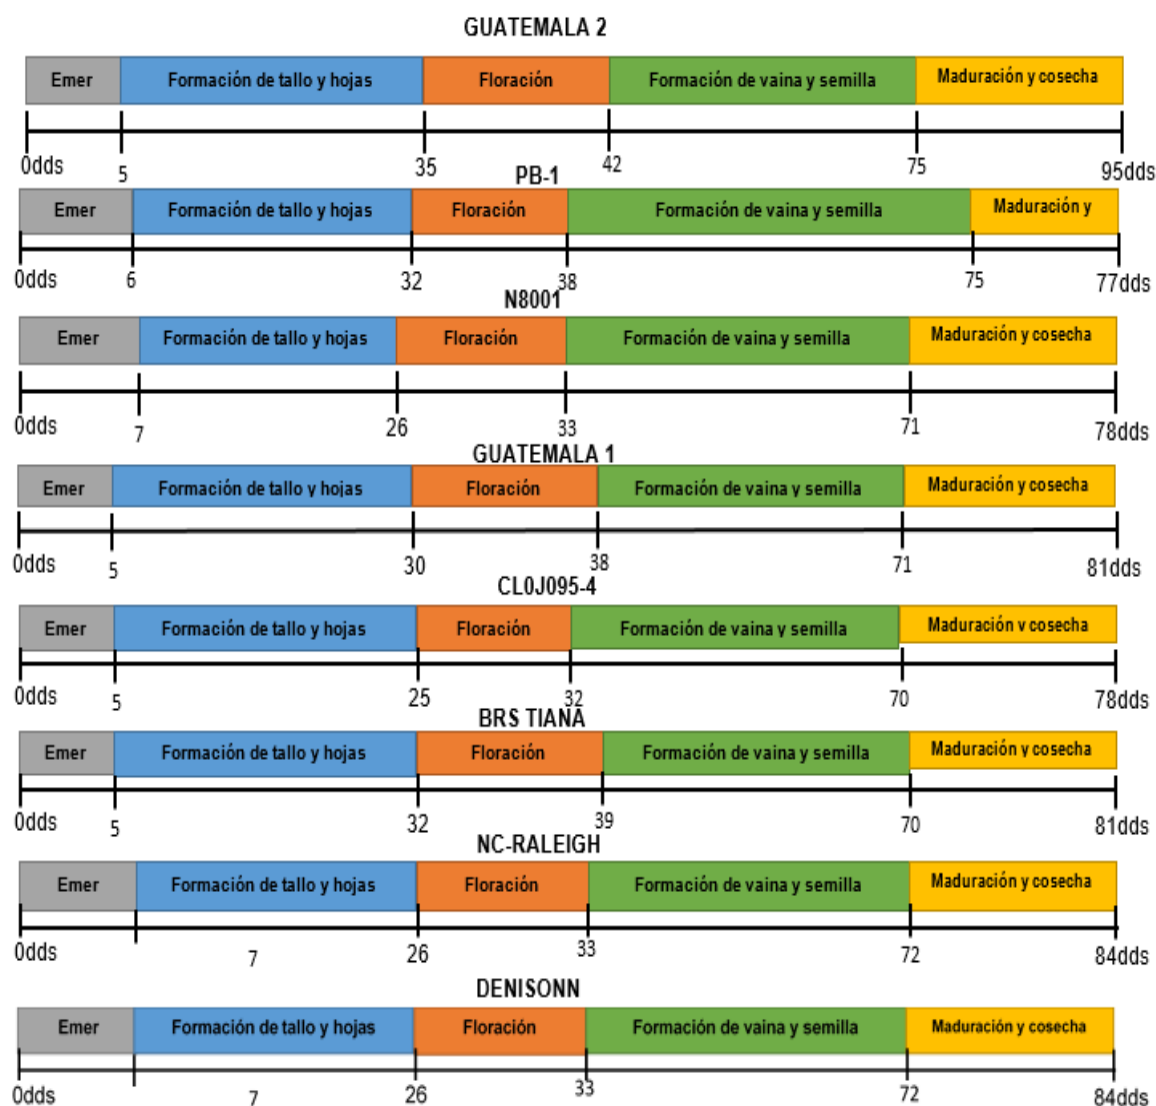 GUATEMALA 2
Emer Formación de tallo y hojas Floración Formación de vaina y semilla Maduración y cosecha
0dds 5 35 42 75 95dds
PB-1
Emer Formación de tallo y hojas Floración Formación de vaina y semilla Maduración y
0dds 6 32 38 75 77dds
N8001
Emer Formación de tallo y hojas Floración Formación de vaina y semilla Maduración y cosecha
0dds 7 26 33 71 78dds
GUATEMALA 1
Emer Formación de tallo y hojas Floración Formación de vaina y semilla Maduración y cosecha
0dds 5 30 38 71 81dds
CL0J095-4
Emer Formación de tallo y hojas Floración Formación de vaina y semilla Maduración y cosecha
0dds 5 25 32 70 78dds
BRS TIANA
Emer Formación de tallo y hojas Floración Formación de vaina y semilla Maduración y cosecha
0dds 5 32 39 70 81dds
NC-RALEIGH
Emer Formación de tallo y hojas Floración Formación de vaina y semilla Maduración y cosecha
0dds 7 26 33 72 84dds
DENISONN
Emer Formación de tallo y hojas Floración Formación de vaina y semilla Maduración y cosecha
0dds 7 26 33 72 84dds